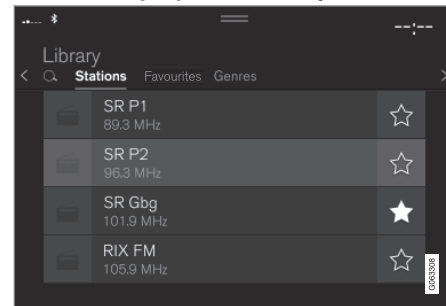 --:--
Library
Stations Favourites Genres
SR P1
89.3 MHz
SR P2
96.3 MHz
SR Gbg
101.9 MHz
RIX FM
105.9 MHz
G063308